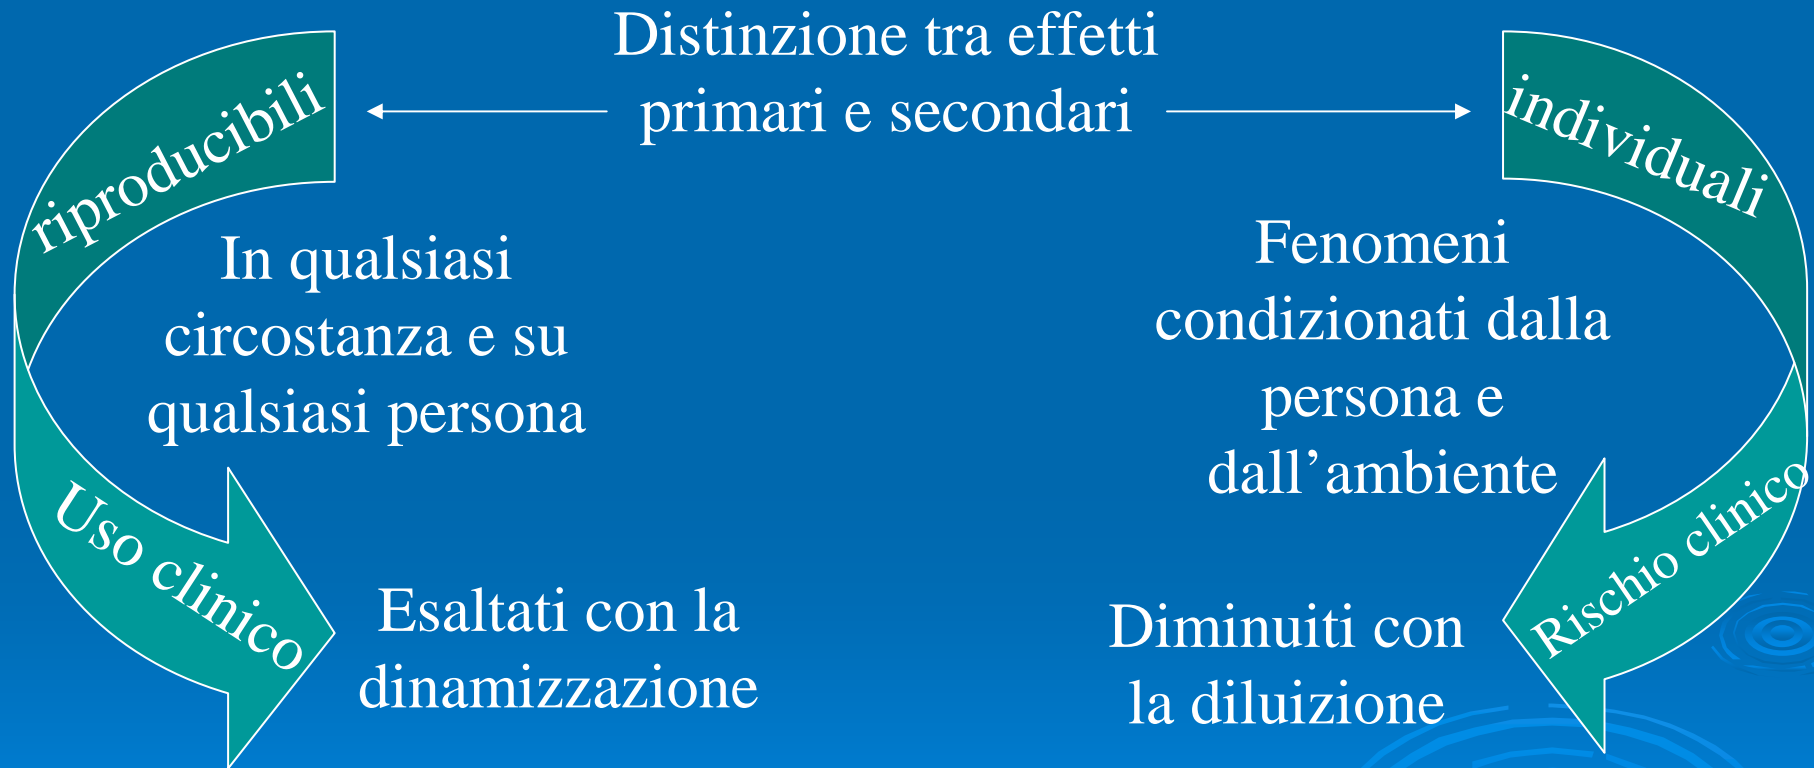 Distinzione tra effetti
primari e secondari
riproducibili
In qualsiasi
circostanza e su
qualsiasi persona
Uso clinico
Esaltati con la
dinamizzazione
individuali
Fenomeni
condizionati dalla
persona e
dall’ambiente
Rischio clinico
Diminuiti con
la diluizione